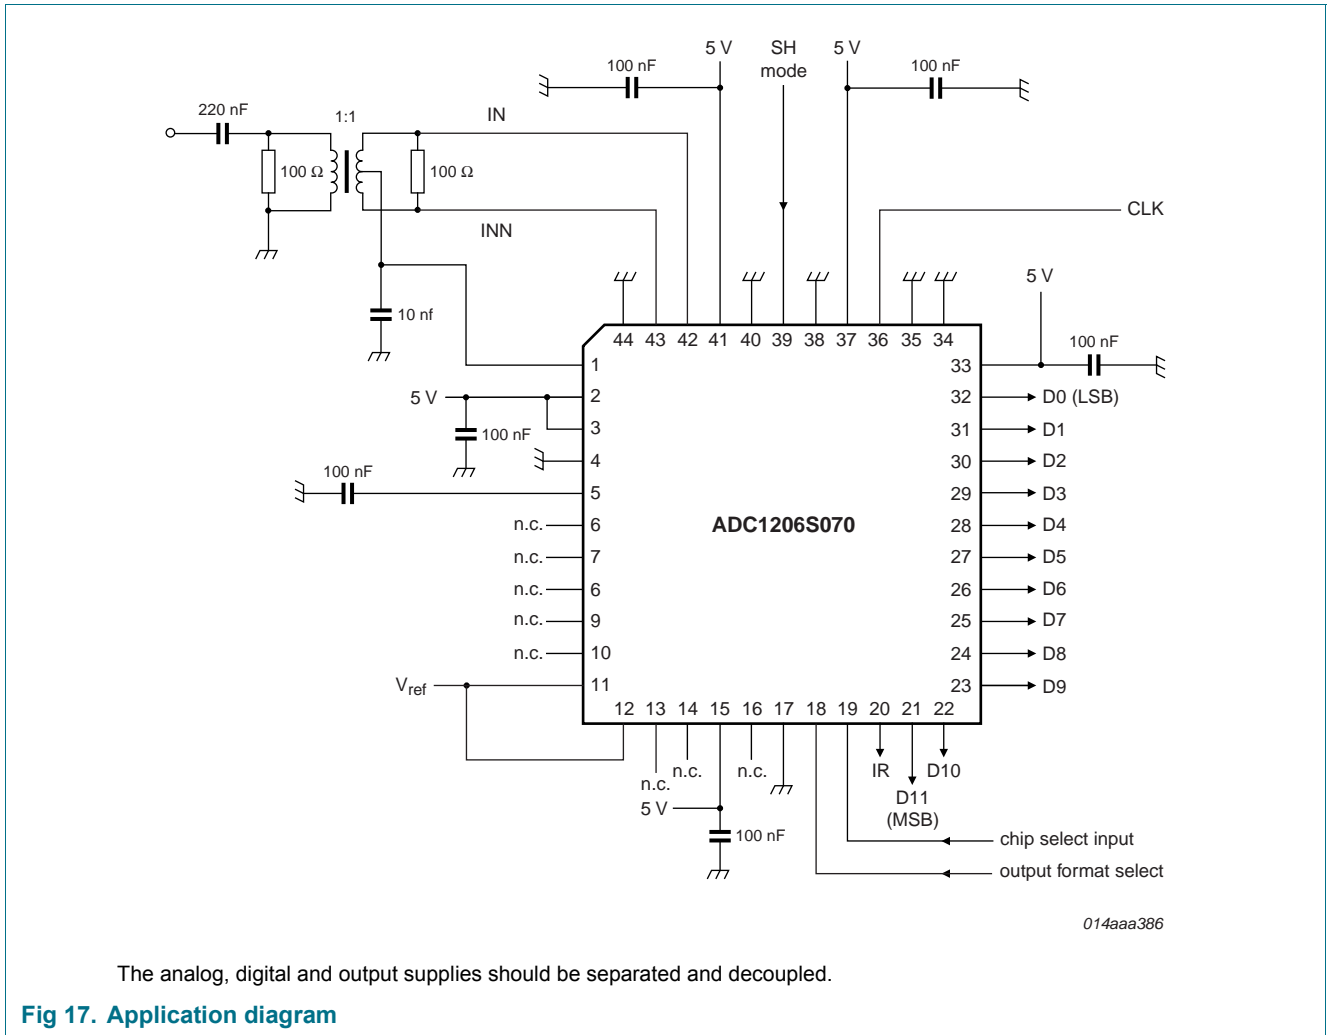 5 V
SH
mode
5 V
100 nF
100 nF
220 nF
1:1
IN
100 Ω
100 Ω
INN
CLK
10 nf
5 V
44 43 42 41 40 39 38 37 36 35 34
100 nF
1
33
5 V
2
32
D0 (LSB)
100 nF
3
31
D1
4
30
D2
100 nF
5
29
D3
n.c.
6
ADC1206S070
28
D4
n.c.
7
27
D5
n.c.
6
26
D6
n.c.
9
25
D7
n.c.
10
24
D8
Vref
11
23
D9
12 13 14 15 16 17 18 19 20 21 22
n.c.
n.c.
n.c.
IR
D10
5 V
D11
(MSB)
100 nF
chip select input
output format select
014aaa386
The analog, digital and output supplies should be separated and decoupled.
Fig 17. Application diagram